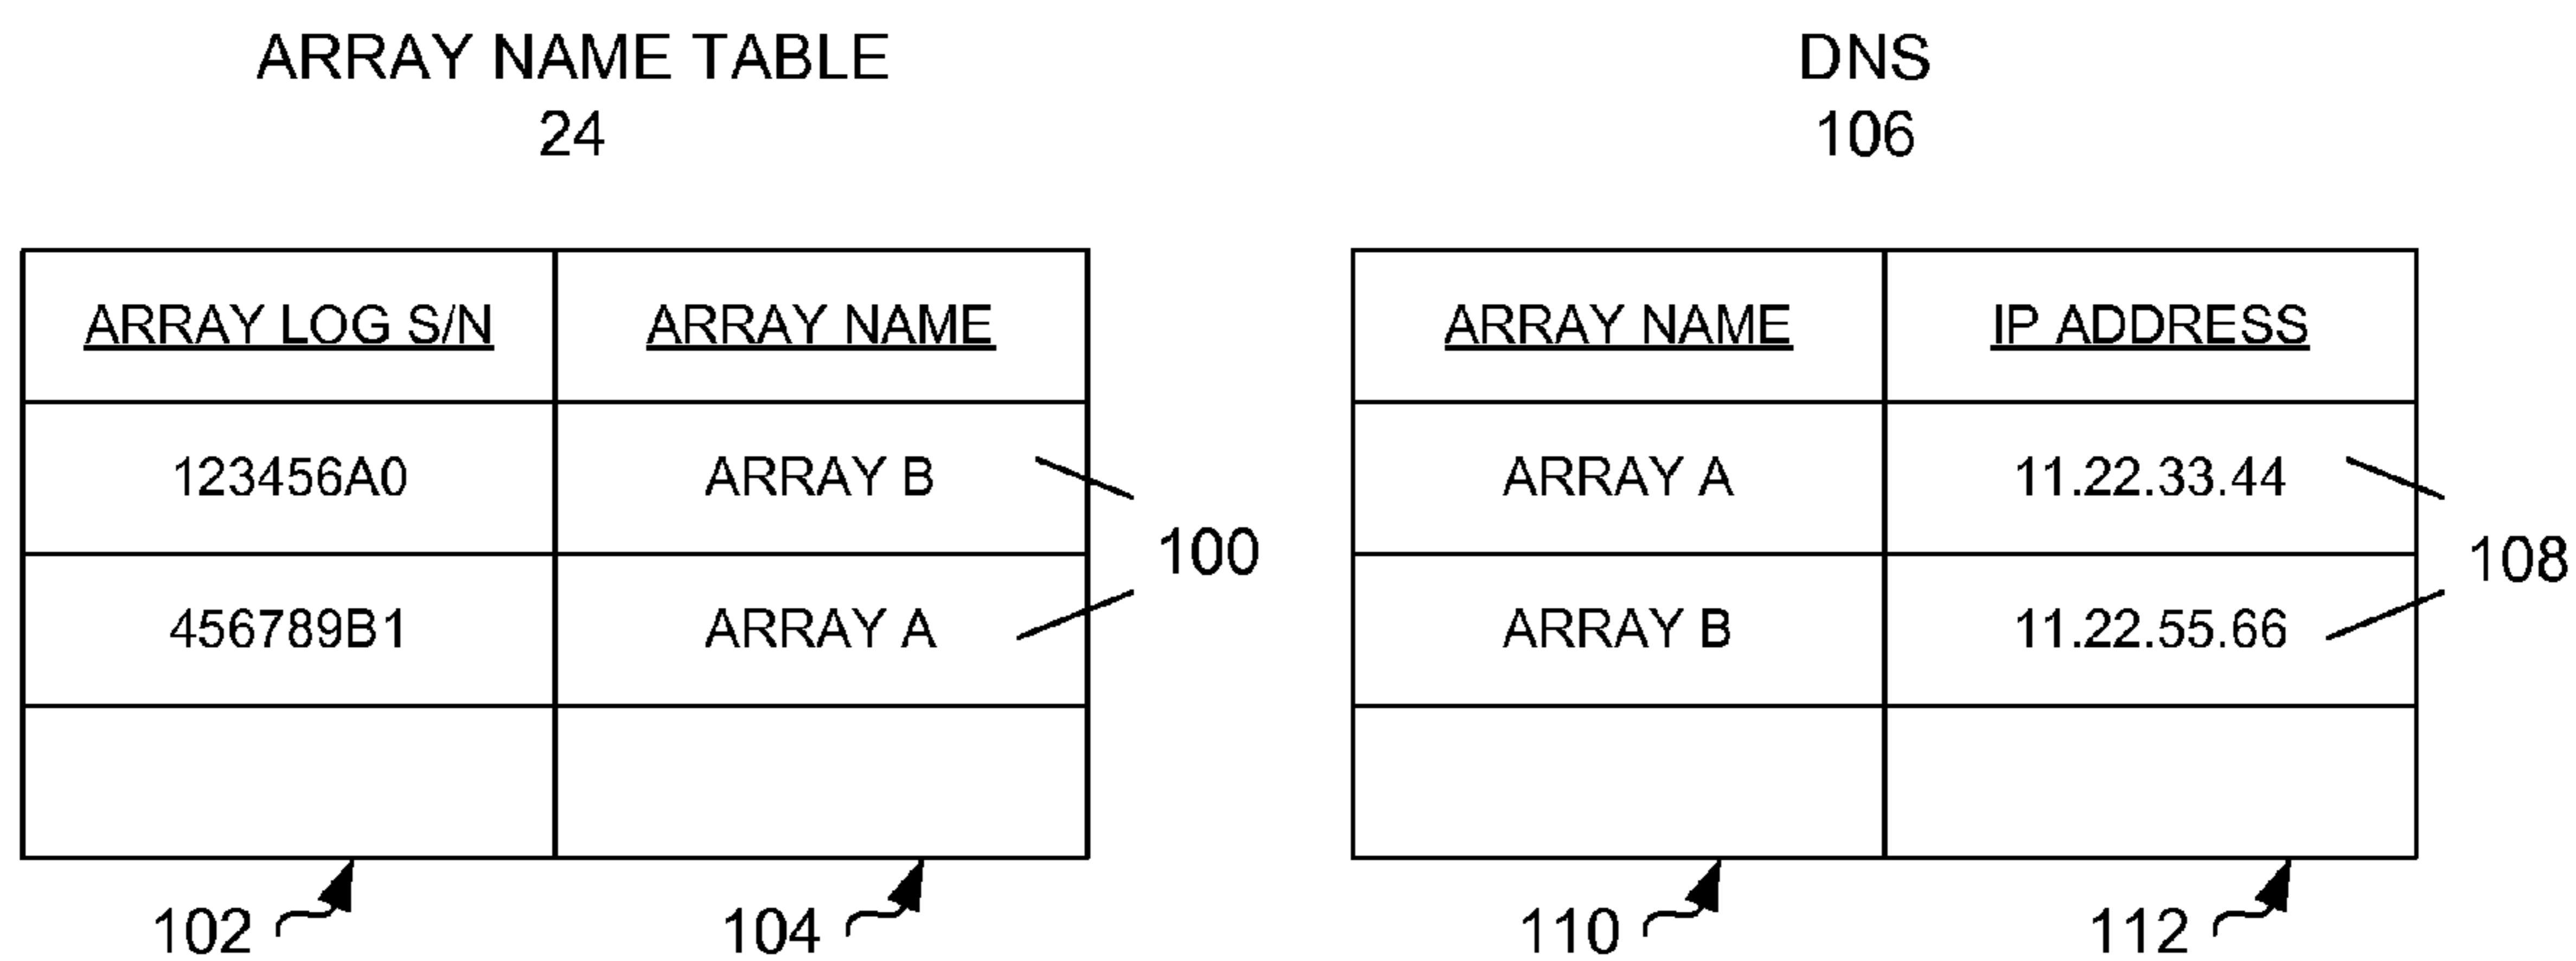 ARRAY NAME TABLE
24
ARRAY LOG S/N ARRAY NAME
123456A0 ARRAY B
456789B1 ARRAY A
100
102 104
DNS
106
ARRAY NAME IP ADDRESS
ARRAY A 11.22.33.44
ARRAY B 11.22.55.66
108
110 112